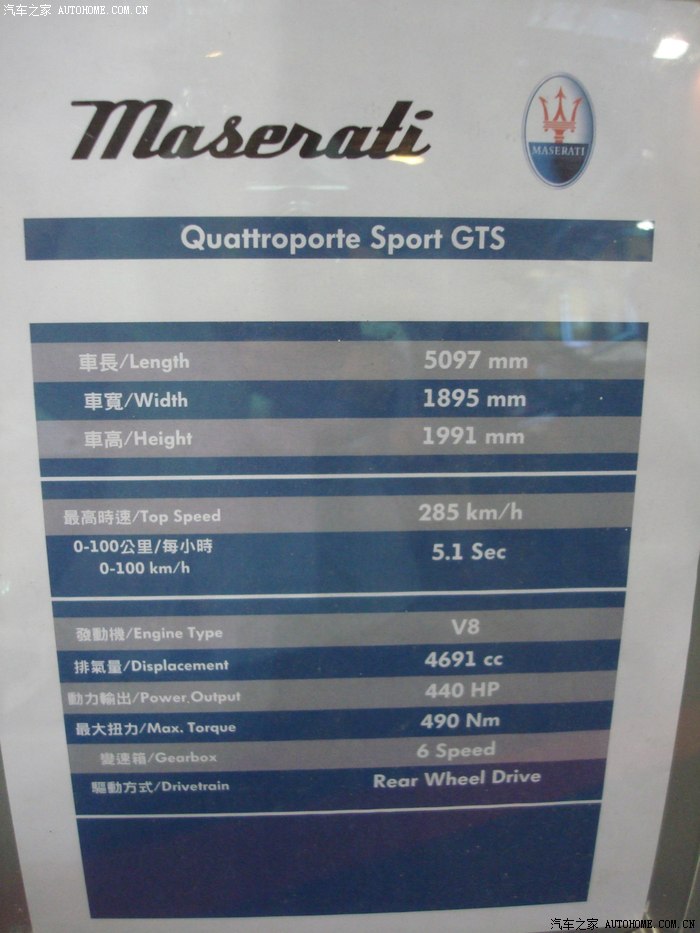 汽车之家 AUTOHOME.COM.CN
Maserati
MASERATI
Quattroporte Sport GTS
車長/Length 5097 mm
車寬/Width 1895 mm
車高/Height 1991 mm
最高時速/Top Speed 285 km/h
0-100公里/每小時
0-100 km/h 5.1 Sec
發動機/Engine Type V8
排氣量/Displacement 4691 cc
動力輸出/Power.Output 440 HP
最大扭力/Max. Torque 490 Nm
變速箱/Gearbox 6 Speed
驅動方式/Drivetrain Rear Wheel Drive
汽车之家 AUTOHOME.COM.CN